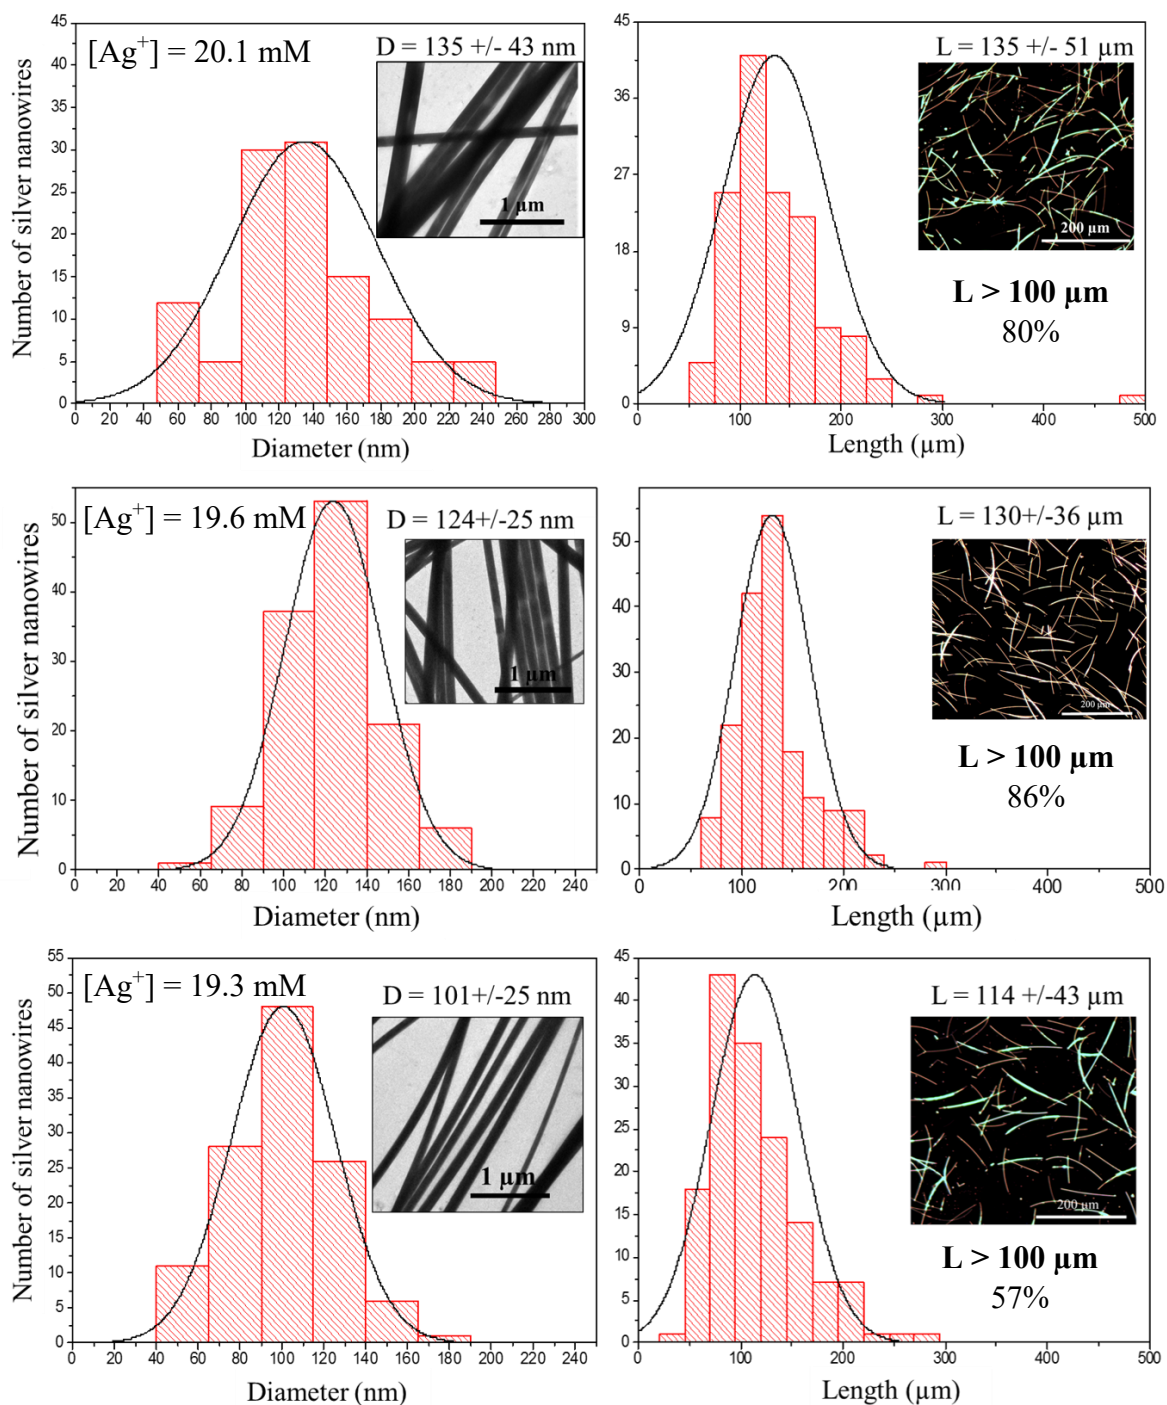 [Ag⁺] = 20.1 mM
D = 135 +/- 43 nm
1 µm
Number of silver nanowires
45
40
35
30
25
20
15
10
5
0
0 20 40 60 80 100 120 140 160 180 200 220 240 260 280 300
Diameter (nm)
L = 135 +/- 51 µm
200 µm
L > 100 µm
80%
45
36
27
18
9
0
0 100 200 300 400 500
Length (µm)
[Ag⁺] = 19.6 mM
D = 124+/-25 nm
1 µm
Number of silver nanowires
50
40
30
20
10
0
0 20 40 60 80 100 120 140 160 180 200 220 240
Diameter (nm)
L = 130+/-36 µm
200 µm
L > 100 µm
86%
50
40
30
20
10
0
0 100 200 300 400 500
Length (µm)
[Ag⁺] = 19.3 mM
D = 101+/-25 nm
1 µm
Number of silver nanowires
55
50
45
40
35
30
25
20
15
10
5
0
0 20 40 60 80 100 120 140 160 180 200 220 240
Diameter (nm)
L = 114 +/-43 µm
200 µm
L > 100 µm
57%
45
40
35
30
25
20
15
10
5
0
0 100 200 300 400 500
Length (µm)